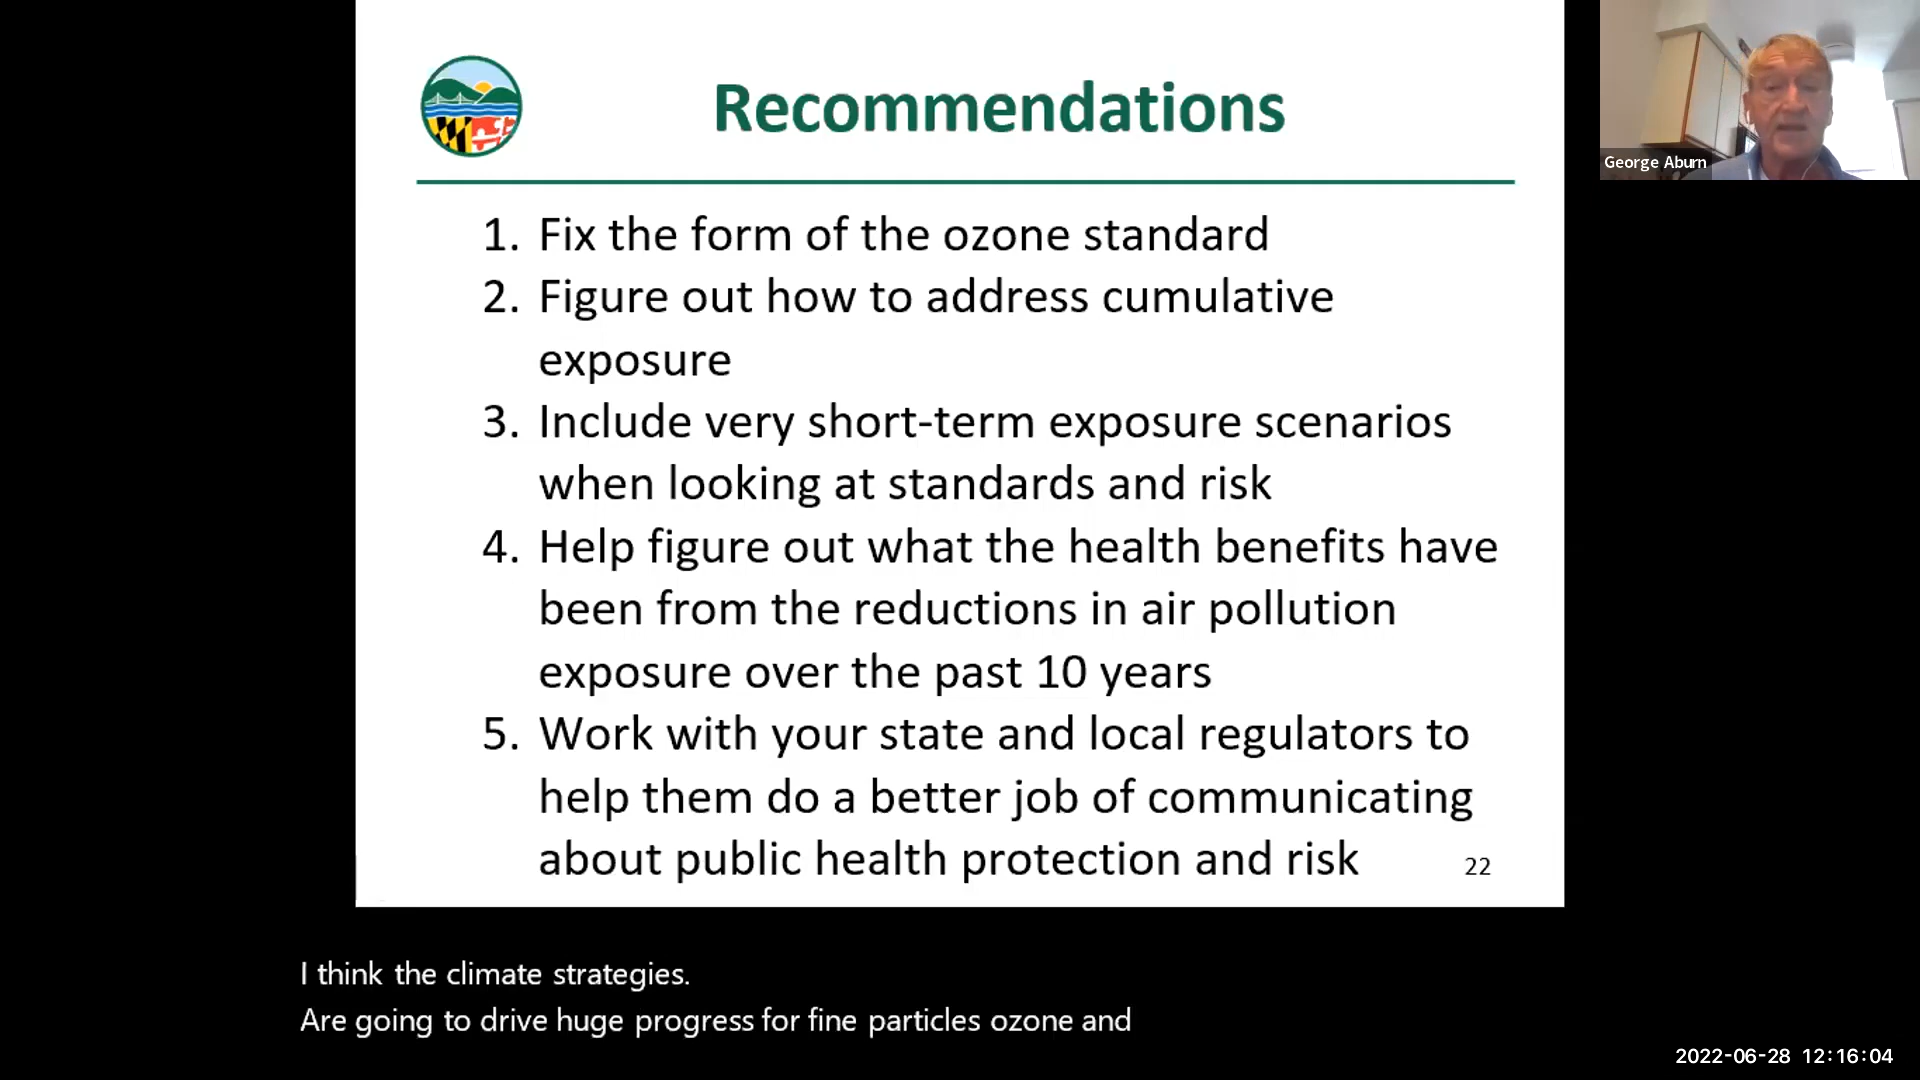 Recommendations
George Aburn
1. Fix the form of the ozone standard
2. Figure out how to address cumulative
exposure
3. Include very short-term exposure scenarios
when looking at standards and risk
4. Help figure out what the health benefits have
been from the reductions in air pollution
exposure over the past 10 years
5. Work with your state and local regulators to
help them do a better job of communicating
about public health protection and risk
22
I think the climate strategies.
Are going to drive huge progress for fine particles ozone and
2022-06-28 12:16:04